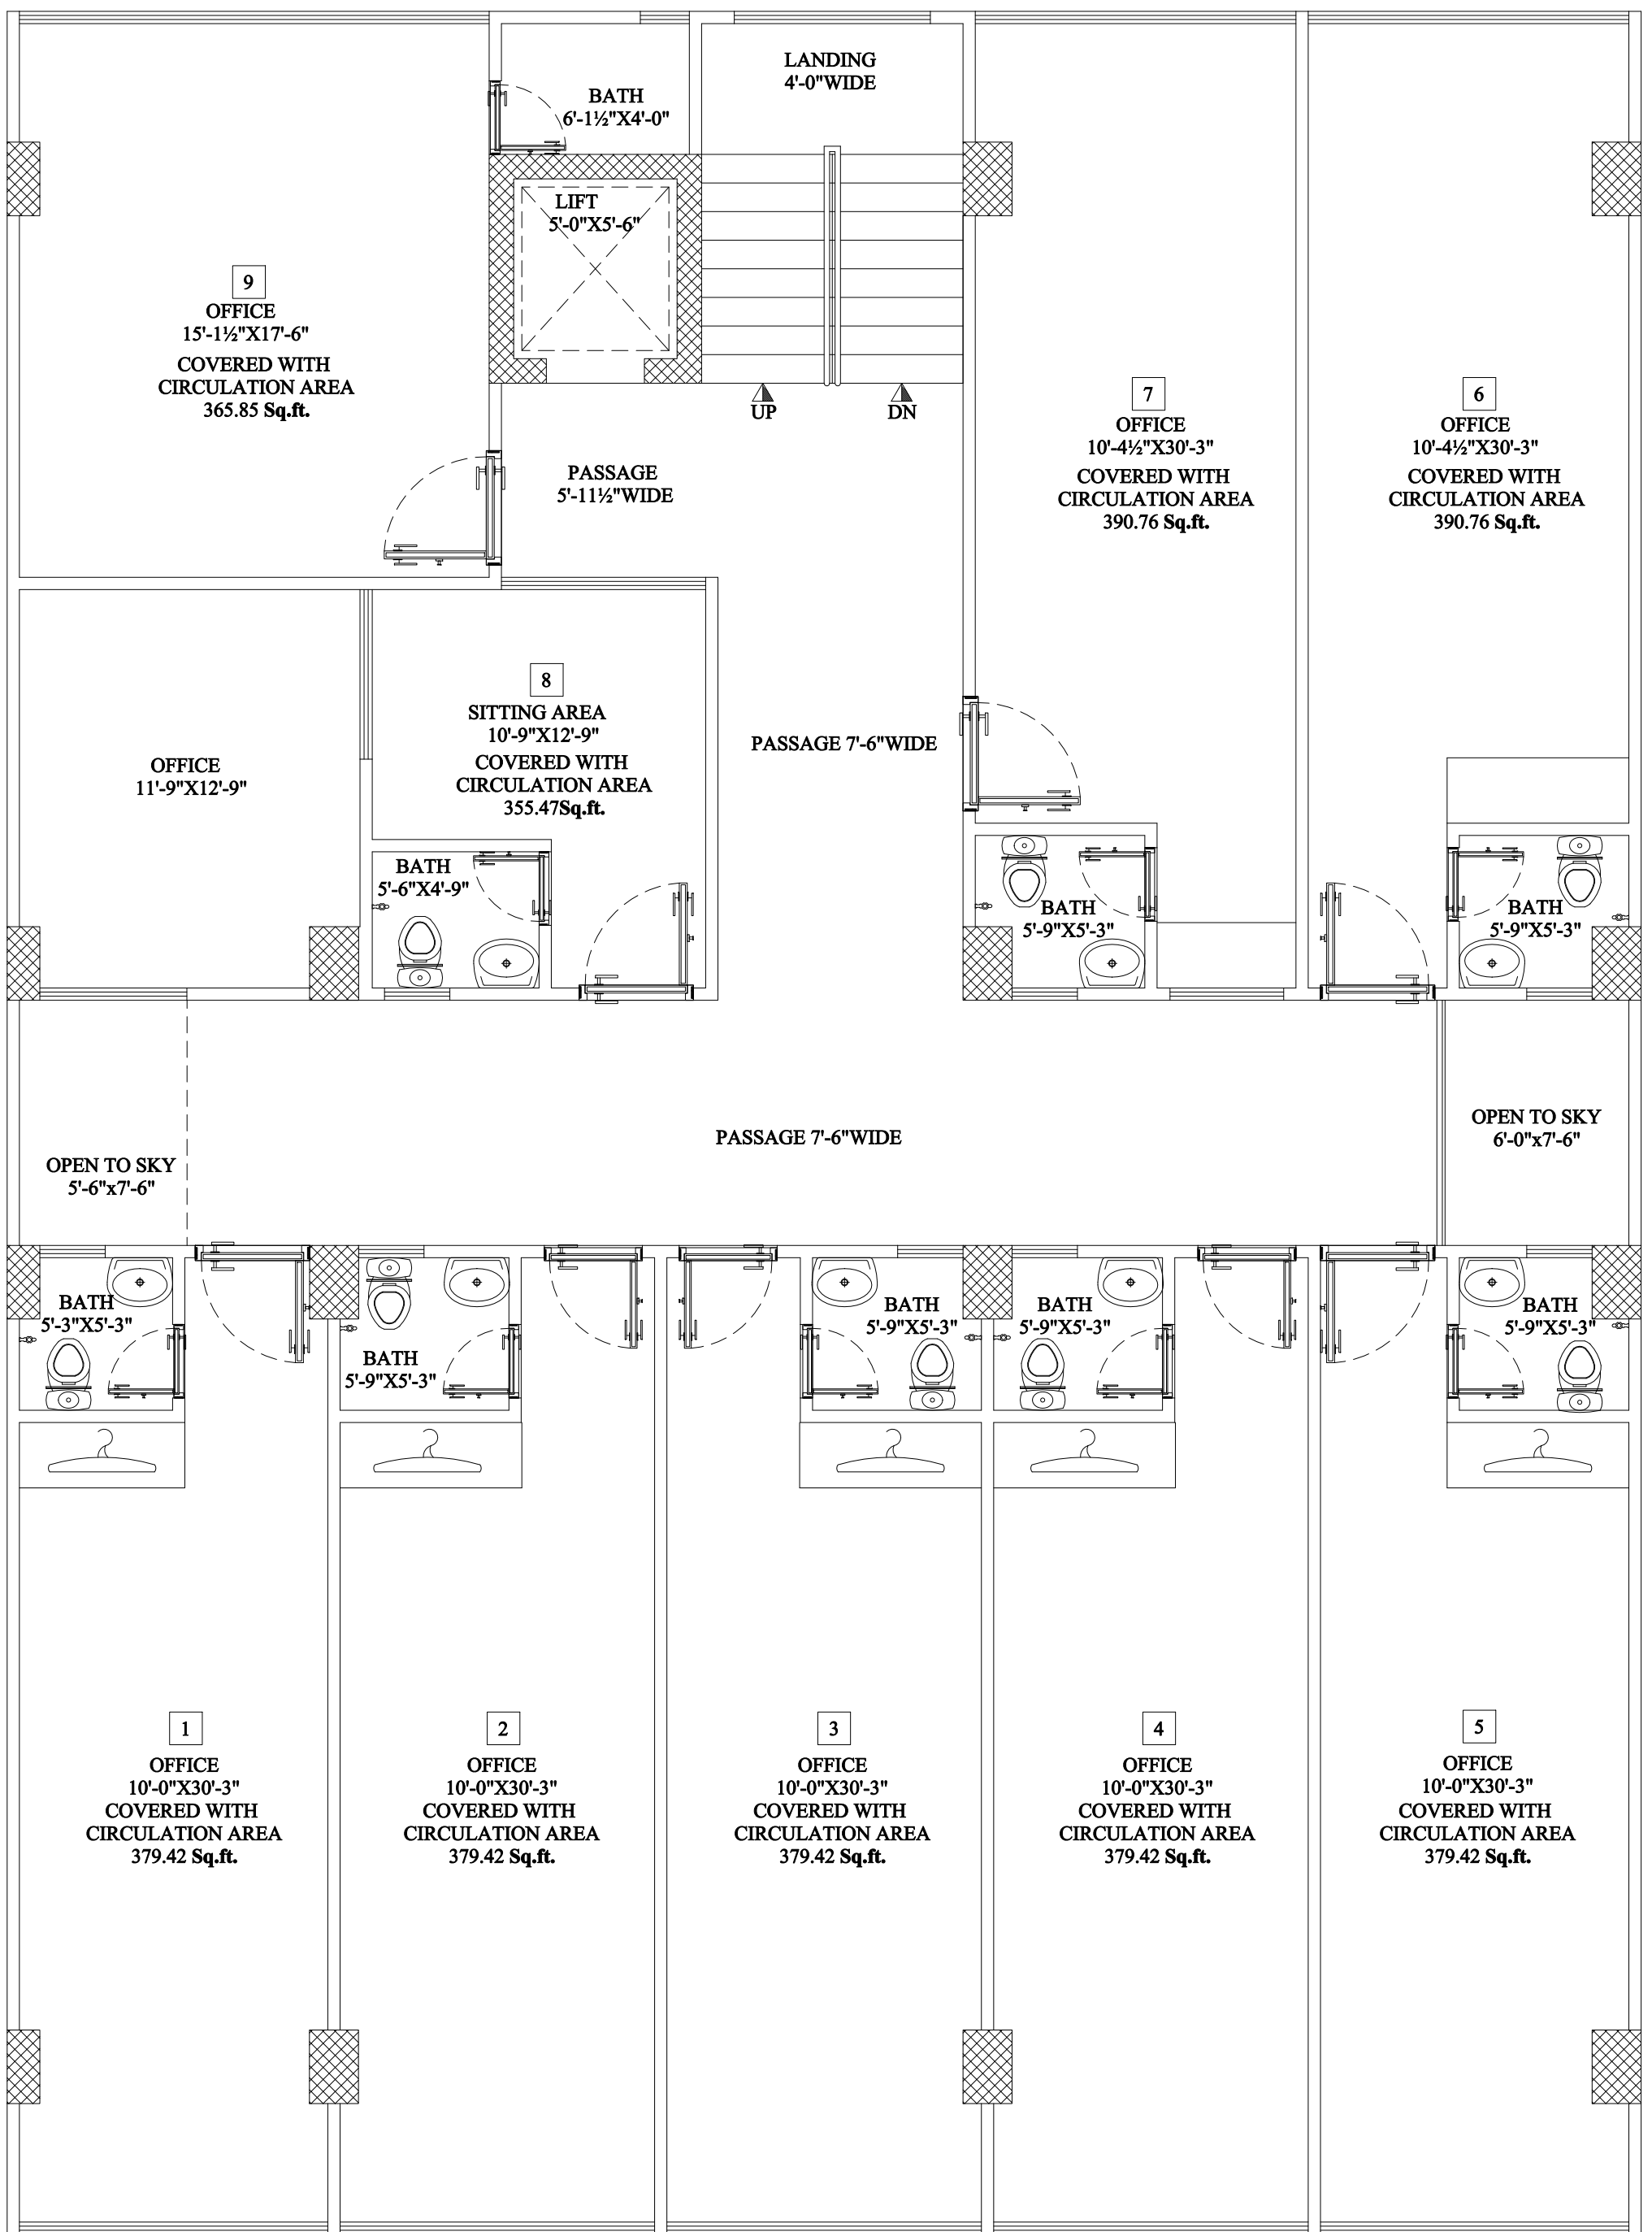 LANDING
4'-0"WIDE
BATH
6'-1½"X4'-0"
LIFT
5'-0"X5'-6"
9
OFFICE
15'-1½"X17'-6"
COVERED WITH
CIRCULATION AREA
365.85 Sq.ft.
UP
DN
7
OFFICE
10'-4½"X30'-3"
COVERED WITH
CIRCULATION AREA
390.76 Sq.ft.
6
OFFICE
10'-4½"X30'-3"
COVERED WITH
CIRCULATION AREA
390.76 Sq.ft.
PASSAGE
5'-11½"WIDE
8
SITTING AREA
10'-9"X12'-9"
COVERED WITH
CIRCULATION AREA
355.47Sq.ft.
PASSAGE 7'-6"WIDE
OFFICE
11'-9"X12'-9"
BATH
5'-6"X4'-9"
BATH
5'-9"X5'-3"
BATH
5'-9"X5'-3"
OPEN TO SKY
6'-0"x7'-6"
PASSAGE 7'-6"WIDE
OPEN TO SKY
5'-6"x7'-6"
BATH
5'-3"X5'-3"
BATH
5'-9"X5'-3"
BATH
5'-9"X5'-3"
BATH
5'-9"X5'-3"
BATH
5'-9"X5'-3"
1
OFFICE
10'-0"X30'-3"
COVERED WITH
CIRCULATION AREA
379.42 Sq.ft.
2
OFFICE
10'-0"X30'-3"
COVERED WITH
CIRCULATION AREA
379.42 Sq.ft.
3
OFFICE
10'-0"X30'-3"
COVERED WITH
CIRCULATION AREA
379.42 Sq.ft.
4
OFFICE
10'-0"X30'-3"
COVERED WITH
CIRCULATION AREA
379.42 Sq.ft.
5
OFFICE
10'-0"X30'-3"
COVERED WITH
CIRCULATION AREA
379.42 Sq.ft.